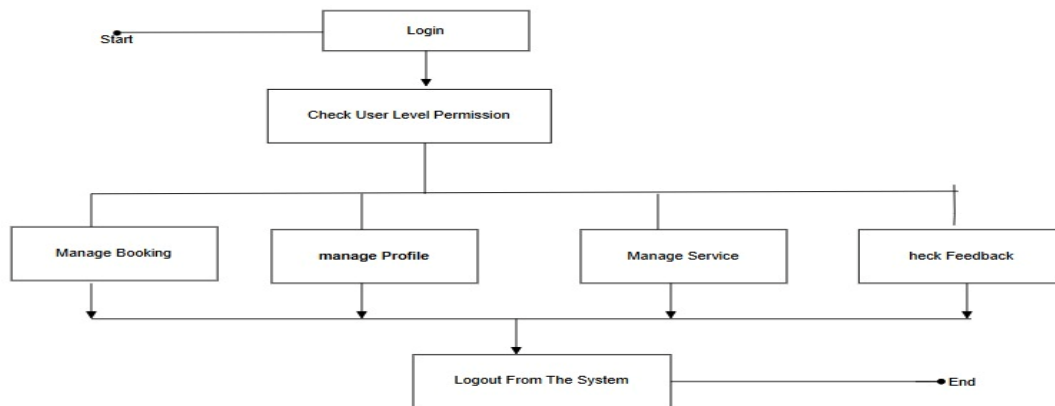 Start
Login
Check User Level Permission
Manage Booking
manage Profile
Manage Service
heck Feedback
Logout From The System
End